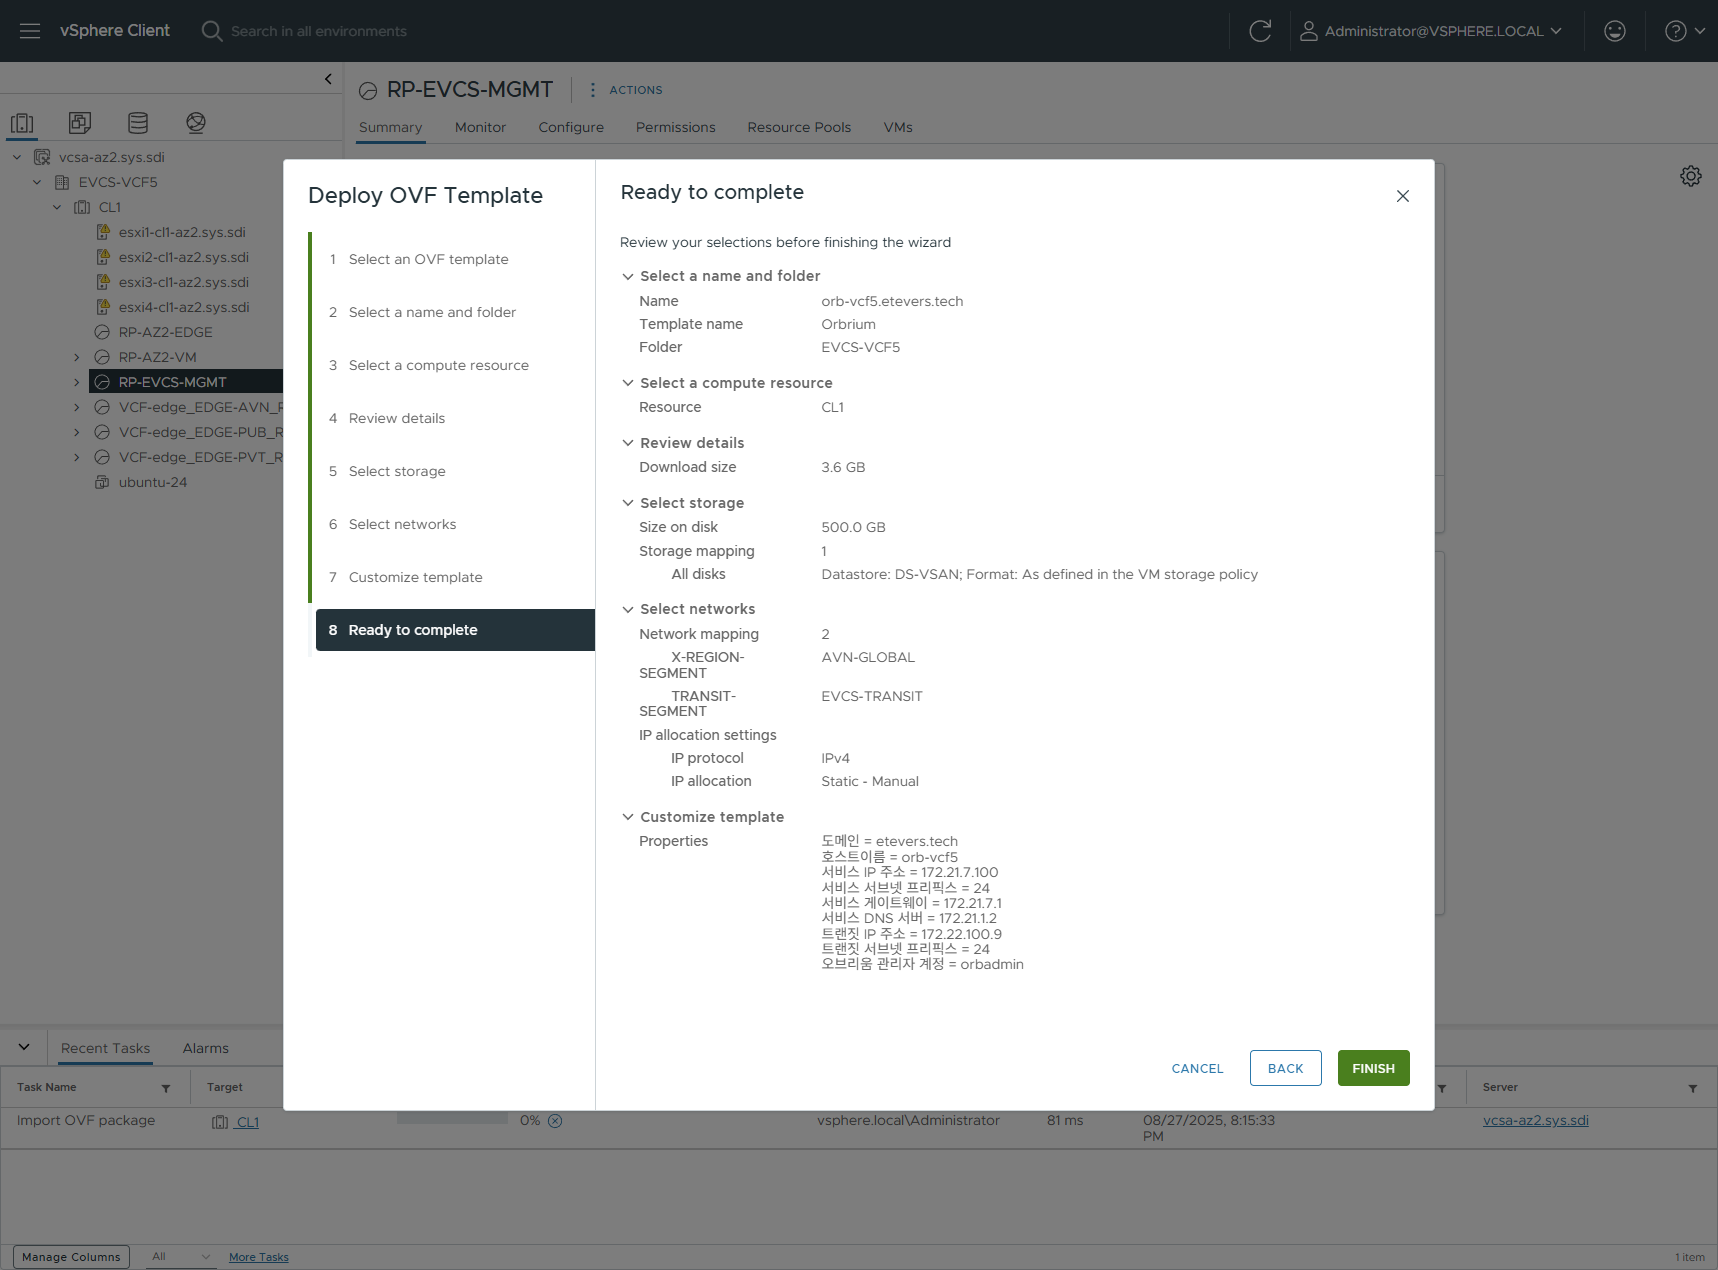 vSphere Client
Search in all environments
Administrator@VSPHERE.LOCAL
RP-EVCS-MGMT
ACTIONS
Summary
Monitor
Configure
Permissions
Resource Pools
VMs
vcsa-az2.sys.sdi
EVCS-VCF5
CL1
esxi1-cl1-az2.sys.sdi
esxi2-cl1-az2.sys.sdi
esxi3-cl1-az2.sys.sdi
esxi4-cl1-az2.sys.sdi
RP-AZ2-EDGE
RP-AZ2-VM
RP-EVCS-MGMT
VCF-edge_EDGE-AVN_R
VCF-edge_EDGE-PUB_R
VCF-edge_EDGE-PVT_R
ubuntu-24
Deploy OVF Template
1 Select an OVF template
2 Select a name and folder
3 Select a compute resource
4 Review details
5 Select storage
6 Select networks
7 Customize template
8 Ready to complete
Ready to complete
Review your selections before finishing the wizard
Select a name and folder
Name orb-vcf5.etevers.tech
Template name Orbrium
Folder EVCS-VCF5
Select a compute resource
Resource CL1
Review details
Download size 3.6 GB
Select storage
Size on disk 500.0 GB
Storage mapping 1
All disks Datastore: DS-VSAN; Format: As defined in the VM storage policy
Select networks
Network mapping 2
X-REGION- AVN-GLOBAL
SEGMENT
TRANSIT- EVCS-TRANSIT
SEGMENT
IP allocation settings
IP protocol IPv4
IP allocation Static - Manual
Customize template
Properties 도메인 = etevers.tech
호스트이름 = orb-vcf5
서비스 IP 주소 = 172.21.7.100
서비스 서브넷 프리픽스 = 24
서비스 게이트웨이 = 172.21.7.1
서비스 DNS 서버 = 172.21.1.2
트랜짓 IP 주소 = 172.22.100.9
트랜짓 서브넷 프리픽스 = 24
오브리움 관리자 계정 = orbadmin
CANCEL
BACK
FINISH
Recent Tasks
Alarms
Task Name
Target
Server
Import OVF package
CL1
0%
vsphere.local\Administrator
81 ms
08/27/2025, 8:15:33
PM
vcsa-az2.sys.sdi
Manage Columns
All
More Tasks
1 item